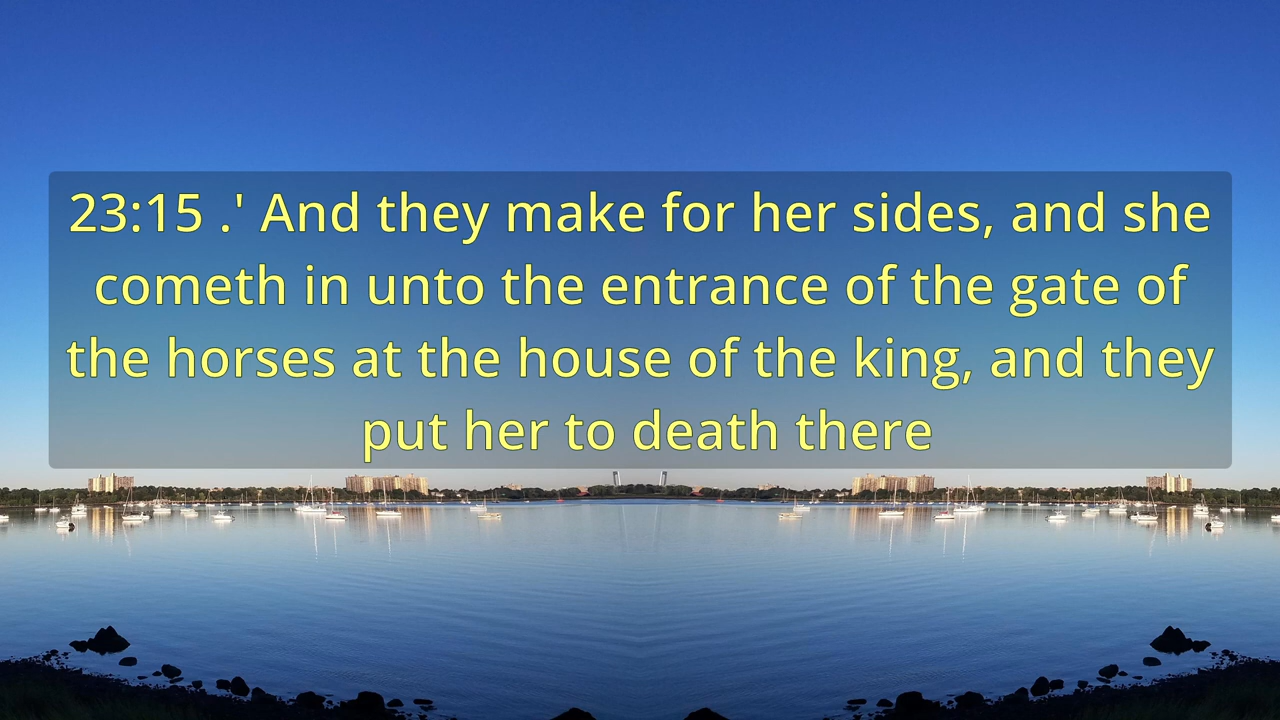 23:15 .' And they make for her sides, and she
cometh in unto the entrance of the gate of
the horses at the house of the king, and they
put her to death there